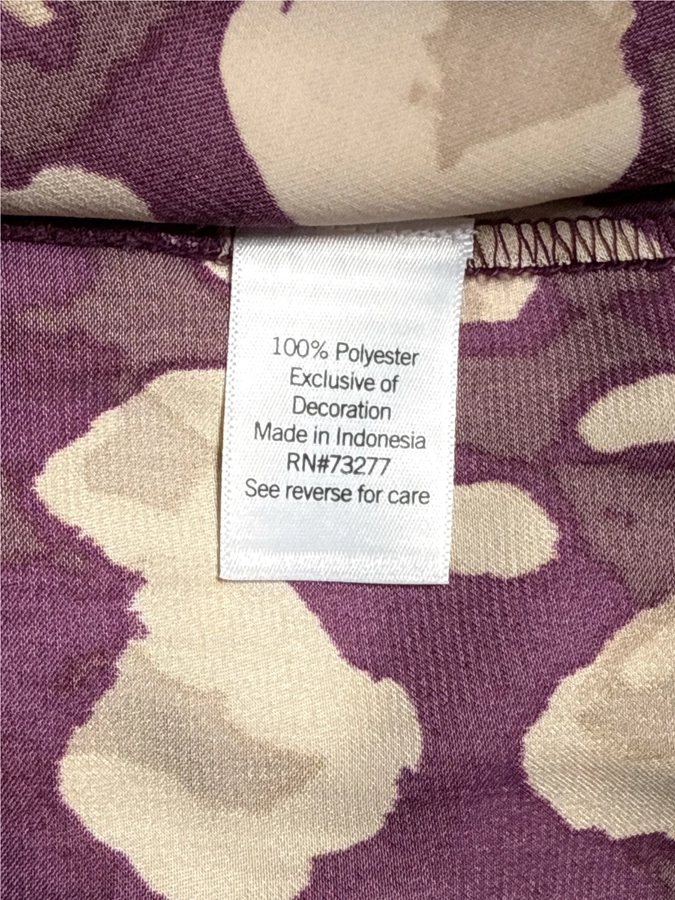 100% Polyester
Exclusive of
Decoration
Made in Indonesia
RN#73277
See reverse for care